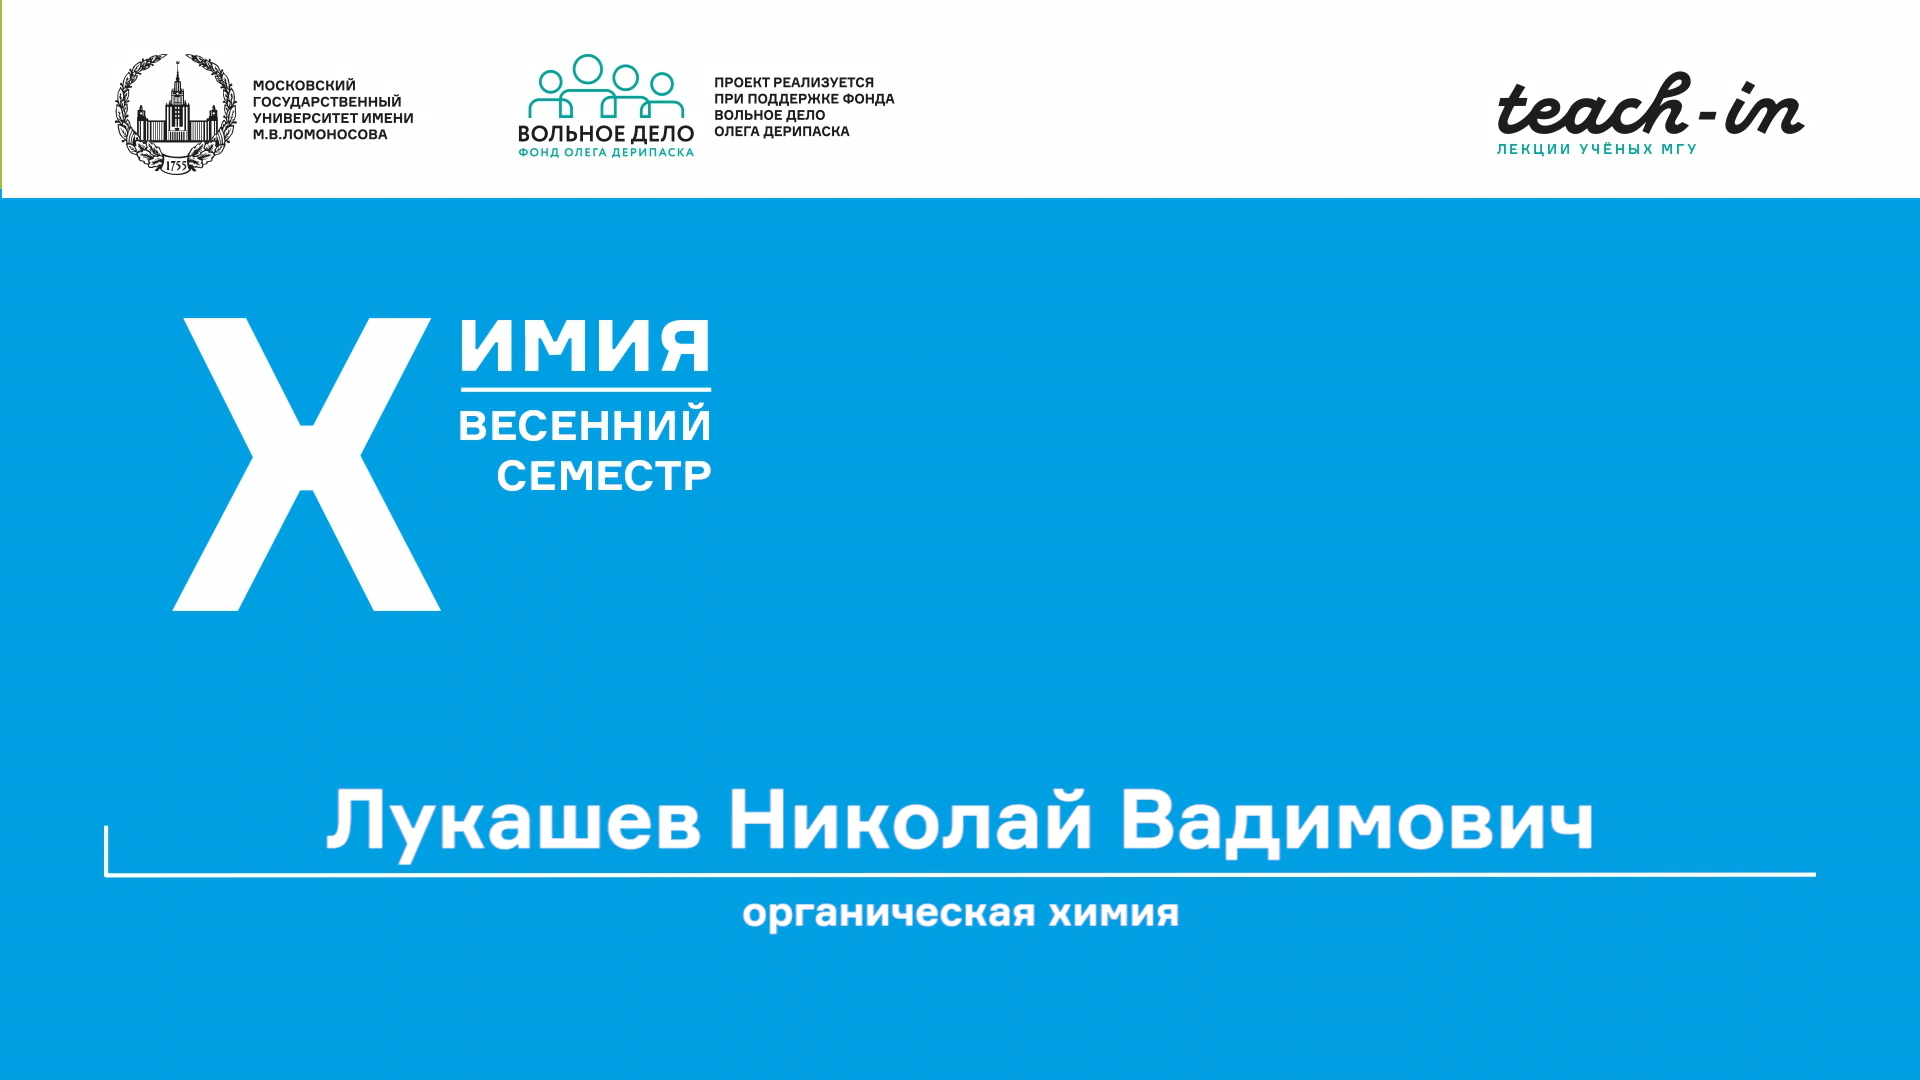 МОСКОВСКИЙ
ГОСУДАРСТВЕННЫЙ
УНИВЕРСИТЕТ ИМЕНИ
М.В.ЛОМОНОСОВА
1755
ВОЛЬНОЕ ДЕЛО
ФОНД ОЛЕГА ДЕРИПАСКА
ПРОЕКТ РЕАЛИЗУЕТСЯ
ПРИ ПОДДЕРЖКЕ ФОНДА
ВОЛЬНОЕ ДЕЛО
ОЛЕГА ДЕРИПАСКА
teach-in
ЛЕКЦИИ УЧЁНЫХ МГУ
ХИМИЯ
ВЕСЕННИЙ
СЕМЕСТР
Лукашев Николай Вадимович
органическая химия